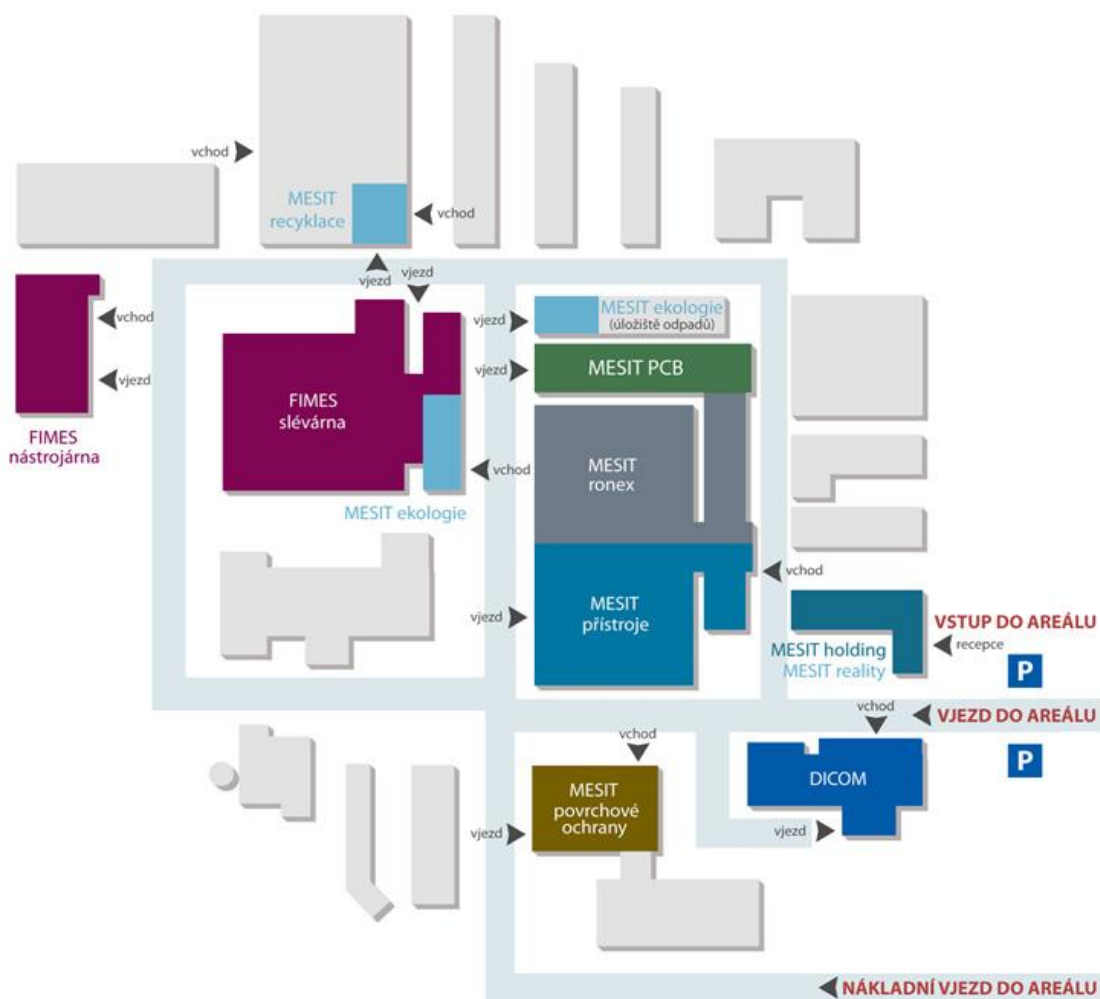 vchod
MESIT
recyklace
vchod
vjezd
vjezd
vchod
vjezd
FIMES
nástrojárna
FIMES
slévárna
vjezd
MESIT ekologie
(úložiště odpadů)
vjezd
MESIT PCB
MESIT
ronex
vchod
MESIT ekologie
vchod
vjezd
MESIT
přístroje
MESIT holding
MESIT reality
VSTUP DO AREÁLU
recepce
P
vchod
VJEZD DO AREÁLU
P
vchod
DICOM
MESIT
povrchové
ochrany
vjezd
vjezd
NÁKLADNÍ VJEZD DO AREÁLU